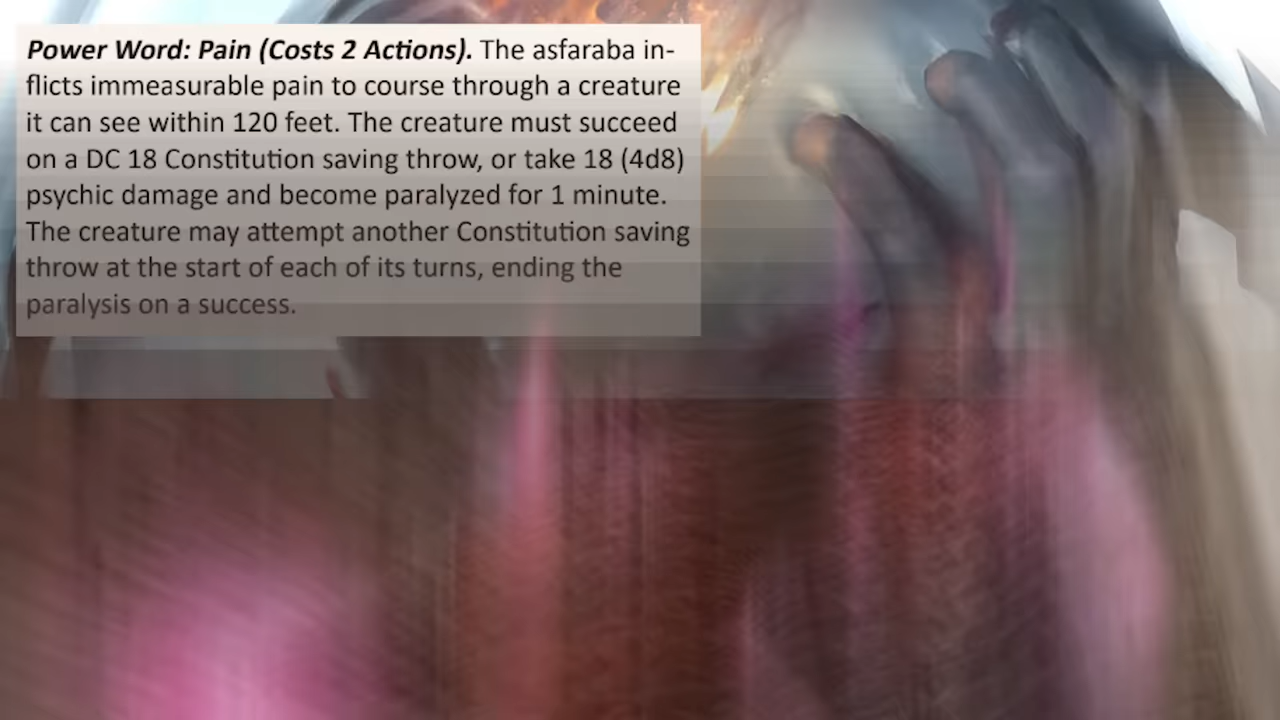 Power Word: Pain (Costs 2 Actions). The asfaraba in-
flicts immeasurable pain to course through a creature
it can see within 120 feet. The creature must succeed
on a DC 18 Constitution saving throw, or take 18 (4d8)
psychic damage and become paralyzed for 1 minute.
The creature may attempt another Constitution saving
throw at the start of each of its turns, ending the
paralysis on a success.